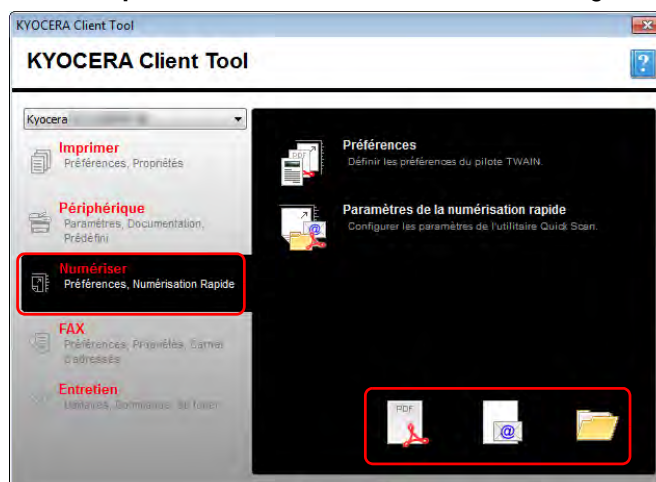 KYOCERA Client Tool
KYOCERA Client Tool
?
Kyocera
Imprimer
Préférences, Propriétés
Périphérique
Paramètres, Documentation,
Prédéfini
Numériser
Préférences, Numérisation Rapide
FAX
Préférences, Propriétés, Carnet
d'adresses
Entretien
PDF
Préférences
Définir les préférences du pilote TWAIN.
Paramètres de la numérisation rapide
Configurer les paramètres de l'utilitaire Quick Scan.
@
PDF
@